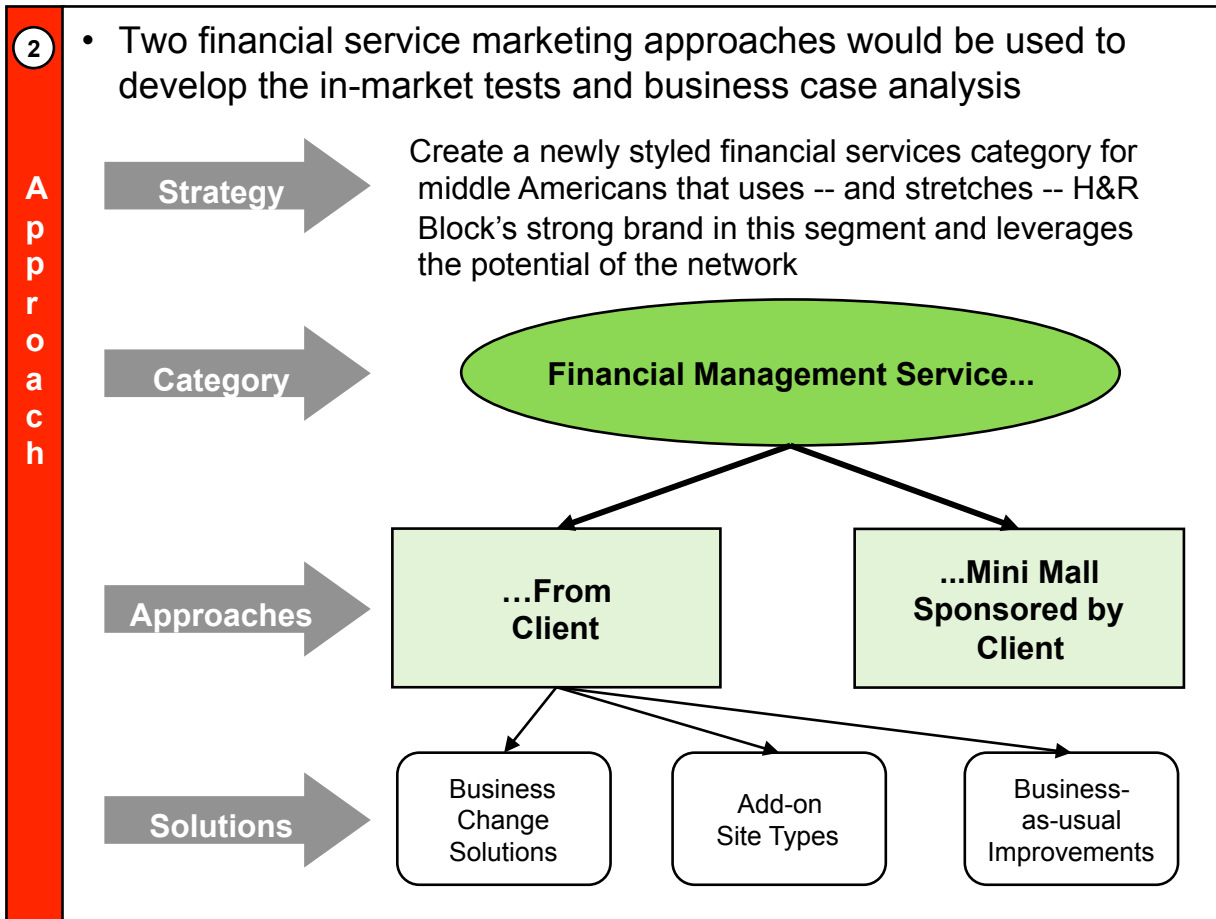 2
Approach
• Two financial service marketing approaches would be used to
develop the in-market tests and business case analysis
Strategy
Create a newly styled financial services category for
middle Americans that uses -- and stretches -- H&R
Block's strong brand in this segment and leverages
the potential of the network
Category
Financial Management Service...
Approaches
…From
Client
...Mini Mall
Sponsored by
Client
Solutions
Business
Change
Solutions
Add-on
Site Types
Business-
as-usual
Improvements